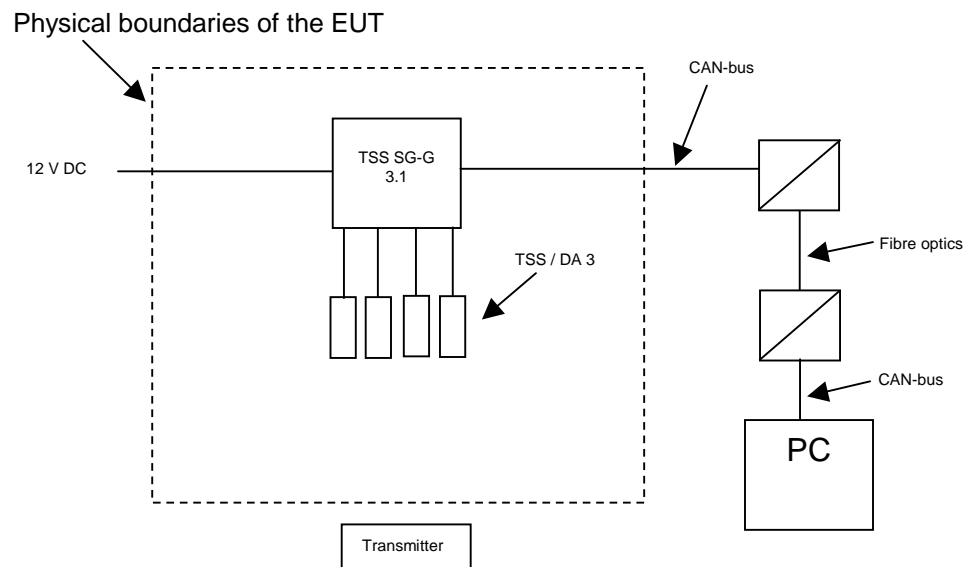 Physical boundaries of the EUT
CAN-bus
12 V DC
TSS SG-G
3.1
Fibre optics
TSS / DA 3
CAN-bus
PC
Transmitter